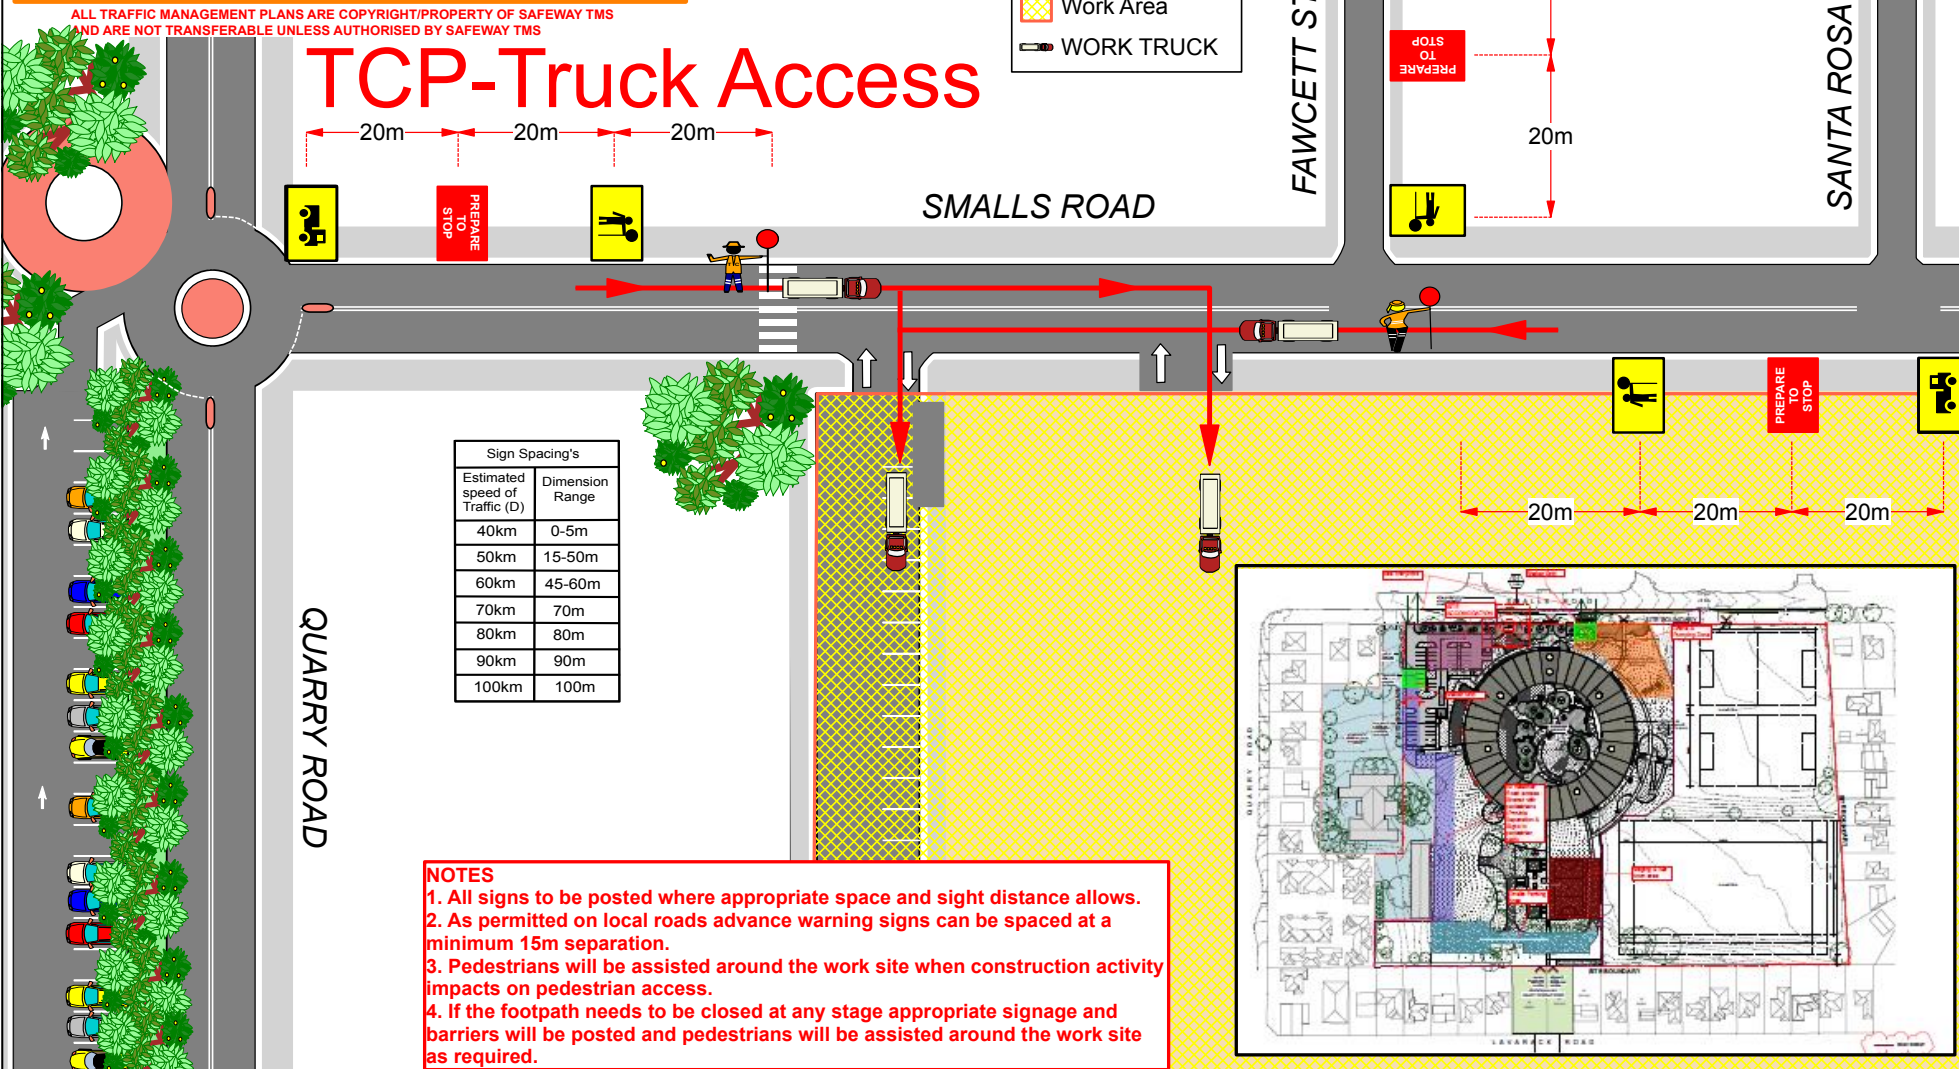 ALL TRAFFIC MANAGEMENT PLANS ARE COPYRIGHT/PROPERTY OF SAFEWAY TMS
AND ARE NOT TRANSFERABLE UNLESS AUTHORISED BY SAFEWAY TMS
TCP-Truck Access
Work Area
WORK TRUCK
FAWCETT ST
SANTA ROSA
PREPARE
TO
STOP
20m
20m
20m
20m
PREPARE
TO
STOP
SMALLS ROAD
PREPARE
TO
STOP
20m
20m
20m
Sign Spacing's
Estimated speed of Traffic (D)
Dimension Range
40km 0-5m
50km 15-50m
60km 45-60m
70km 70m
80km 80m
90km 90m
100km 100m
QUARRY ROAD
NOTES
1. All signs to be posted where appropriate space and sight distance allows.
2. As permitted on local roads advance warning signs can be spaced at a
minimum 15m separation.
3. Pedestrians will be assisted around the work site when construction activity
impacts on pedestrian access.
4. If the footpath needs to be closed at any stage appropriate signage and
barriers will be posted and pedestrians will be assisted around the work site
as required.
SMALLS ROAD
QUARRY ROAD
LAVARACK ROAD